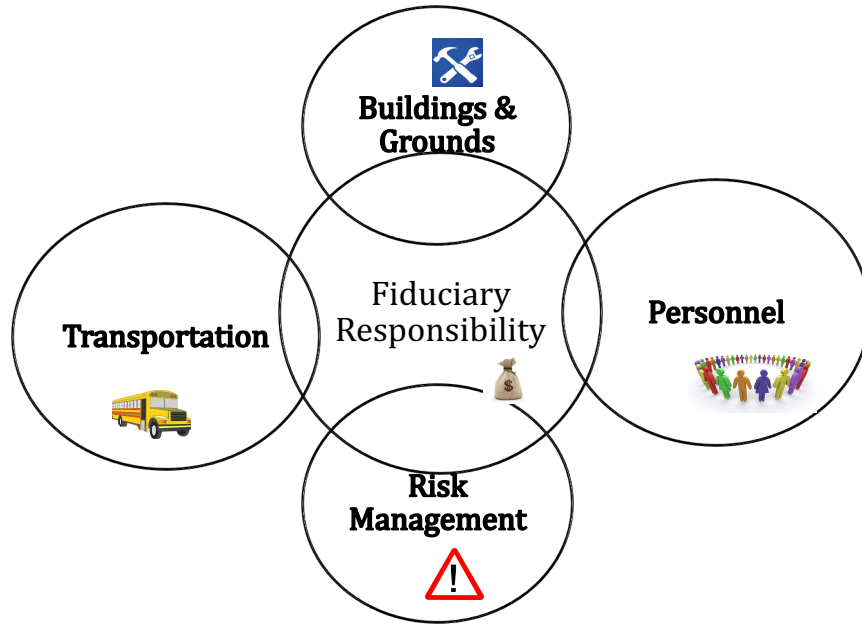 Buildings &
Grounds
Fiduciary
Responsibility
Transportation
Personnel
$
Risk
Management
!